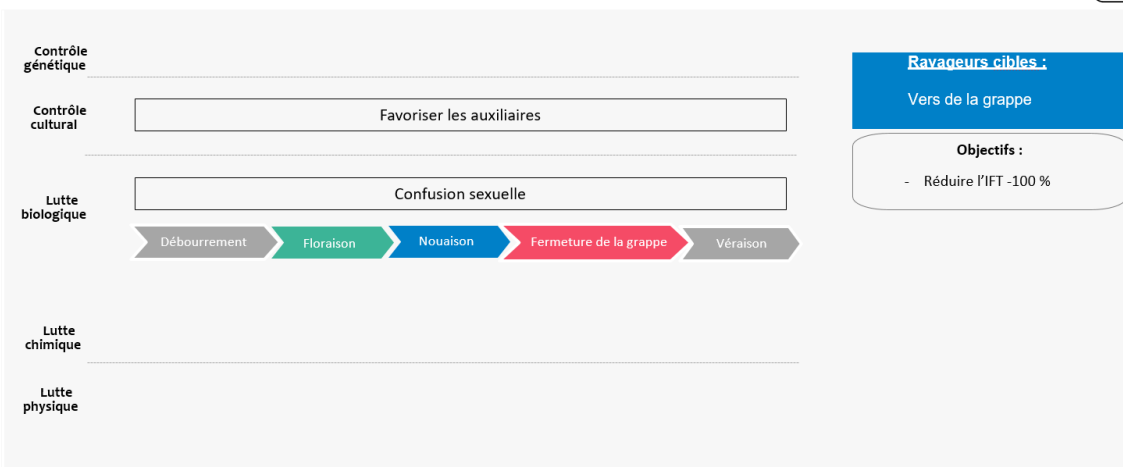 Contrôle
génétique
Contrôle
cultural
Favoriser les auxiliaires
Lutte
biologique
Confusion sexuelle
Débourrement
Floraison
Nouaison
Fermeture de la grappe
Véraison
Lutte
chimique
Lutte
physique
Ravageurs cibles :
Vers de la grappe
Objectifs :
- Réduire l’IFT -100 %